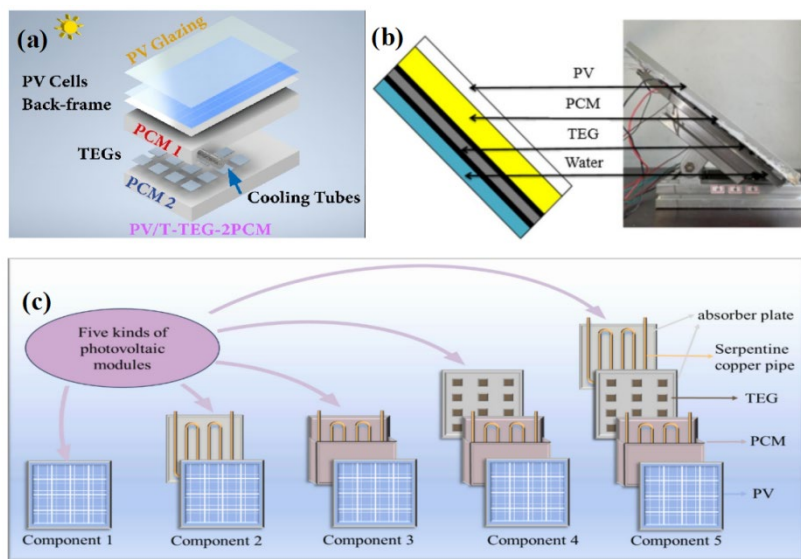 (a)
PV Glazing
PV Cells
Back-frame
PCM 1
TEGs
PCM 2
Cooling Tubes
PV/T-TEG-2PCM
(b)
PV
PCM
TEG
Water
(c)
Five kinds of
photovoltaic
modules
absorber plate
Serpentine
copper pipe
TEG
PCM
PV
Component 1
Component 2
Component 3
Component 4
Component 5